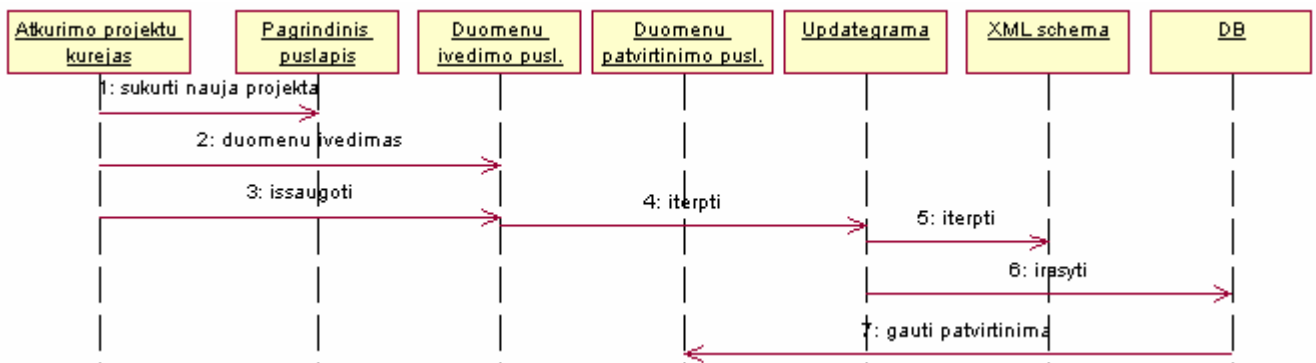 Atkurimo projektu
kurejas
Pagrindinis
puslapis
Duomenu
ivedimo pusl.
Duomenu
patvirtinimo pusl.
Updategrama
XML schema
DB
1: sukurti nauja projekta
2: duomenu ivedimas
3: issaugoti
4: iterpti
5: iterpti
6: irasyti
7: gauti patvirtinima